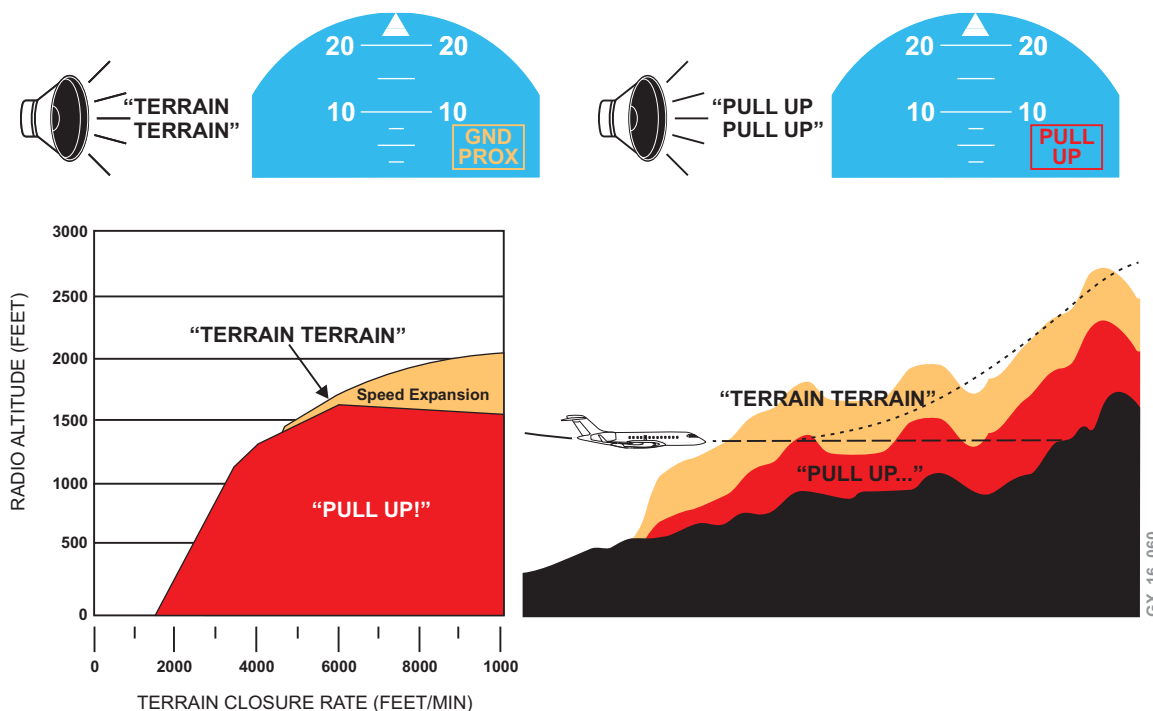 “TERRAIN
TERRAIN”
20 20
10 10
GND
PROX
“PULL UP
PULL UP”
20 20
10 10
PULL
UP
RADIO ALTITUDE (FEET)
3000
2500
2000
1500
1000
500
0
“TERRAIN TERRAIN”
Speed Expansion
“PULL UP!”
0 2000 4000 6000 8000 1000
TERRAIN CLOSURE RATE (FEET/MIN)
“TERRAIN TERRAIN”
“PULL UP...”
GX_16_060